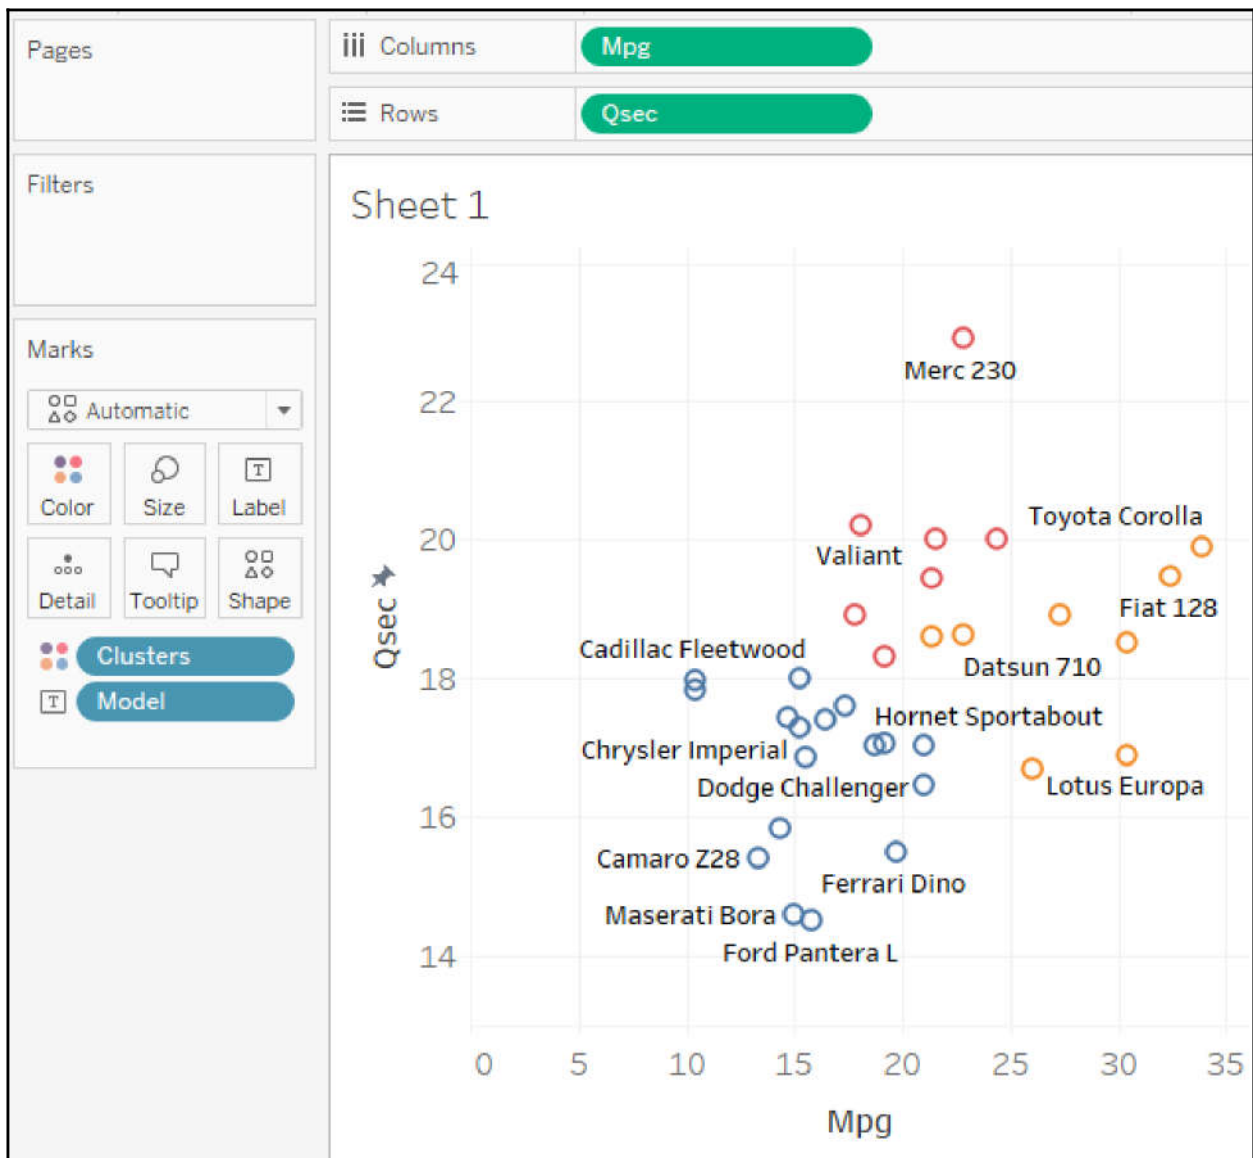 Pages
Columns
Mpg
Rows
Qsec
Filters
Sheet 1
Marks
Automatic
Color
Size
T
Label
Detail
Tooltip
Shape
Clusters
T
Model
24
22
20
18
16
14
Qsec
Merc 230
Toyota Corolla
Valiant
Fiat 128
Cadillac Fleetwood
Datsun 710
Hornet Sportabout
Chrysler Imperial
Dodge Challenger
Lotus Europa
Camaro Z28
Ferrari Dino
Maserati Bora
Ford Pantera L
0 5 10 15 20 25 30 35
Mpg